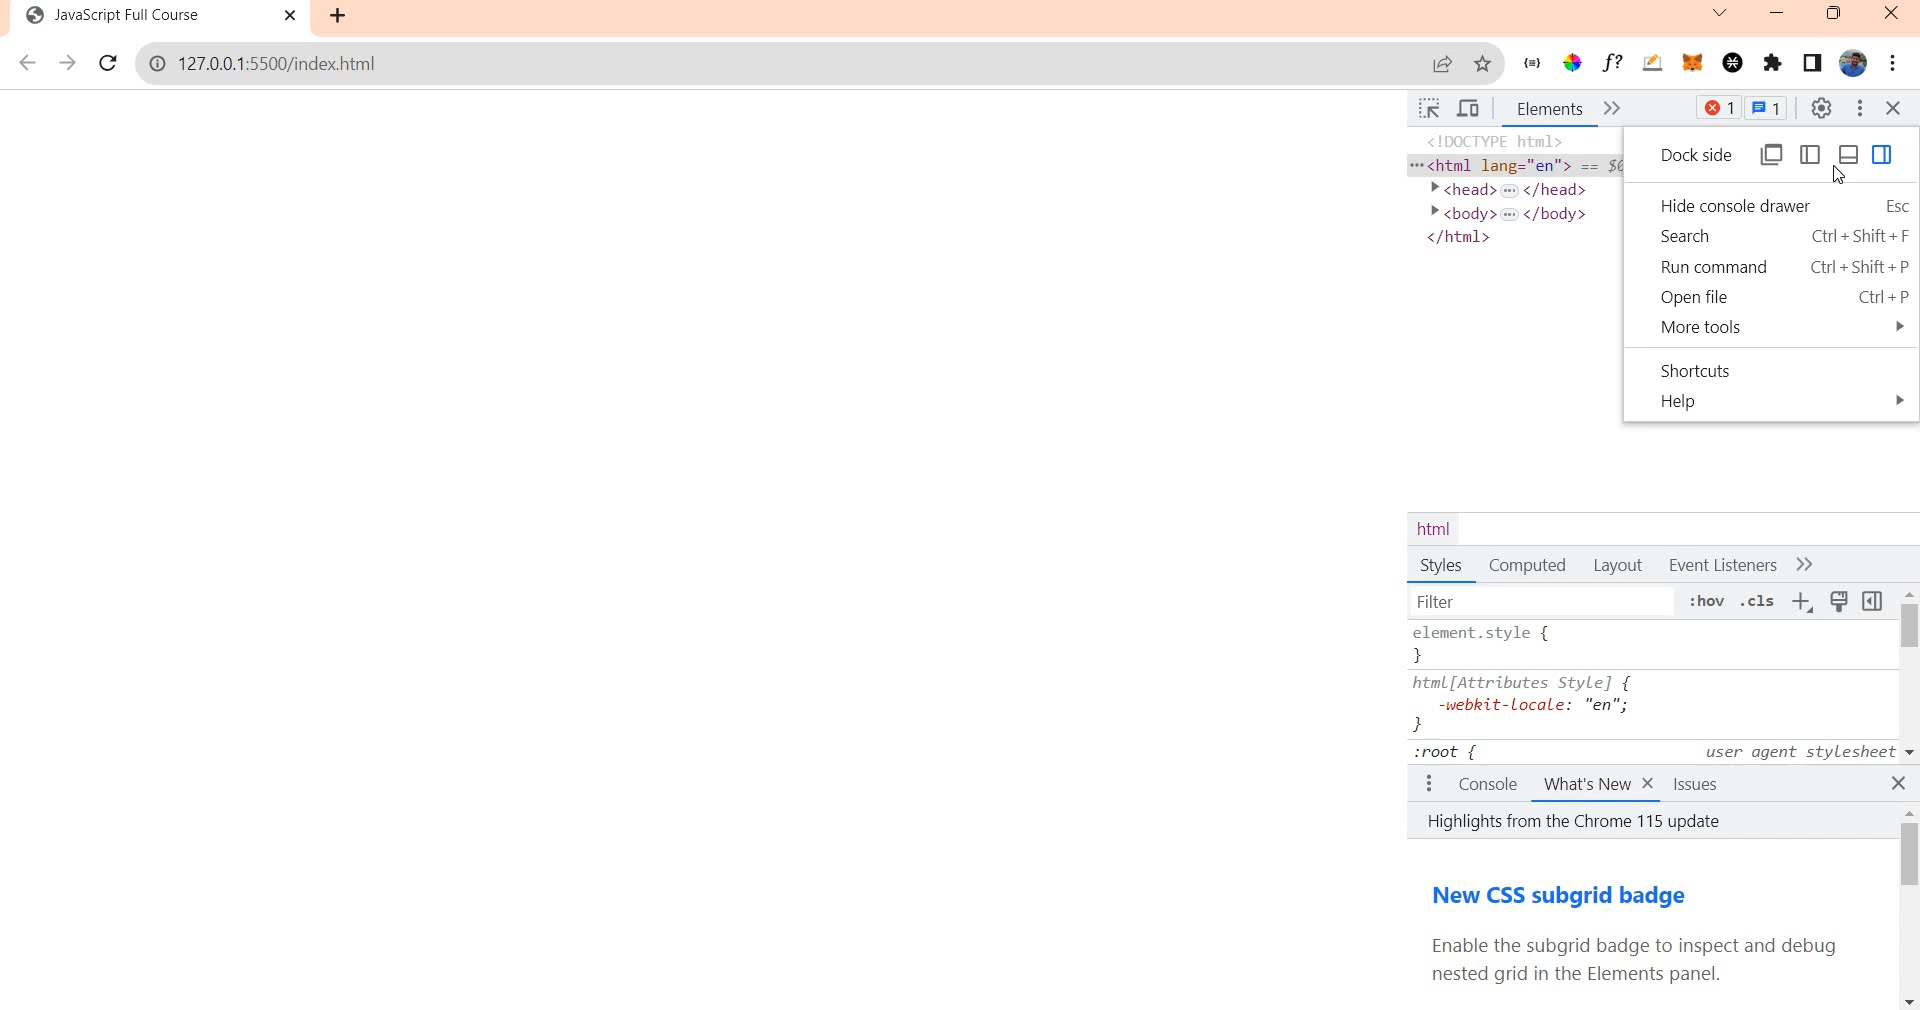 JavaScript Full Course
127.0.0.1:5500/index.html
Elements
1
1
<!DOCTYPE html>
<html lang="en"> == $
<head> </head>
<body> </body>
</html>
Dock side
Hide console drawer Esc
Search Ctrl + Shift + F
Run command Ctrl + Shift + P
Open file Ctrl + P
More tools
Shortcuts
Help
html
Styles Computed Layout Event Listeners
Filter :hov .cls
element.style {
}
html[Attributes Style] {
-webkit-locale: "en";
}
:root { user agent stylesheet
Console What's New Issues
Highlights from the Chrome 115 update
New CSS subgrid badge
Enable the subgrid badge to inspect and debug
nested grid in the Elements panel.